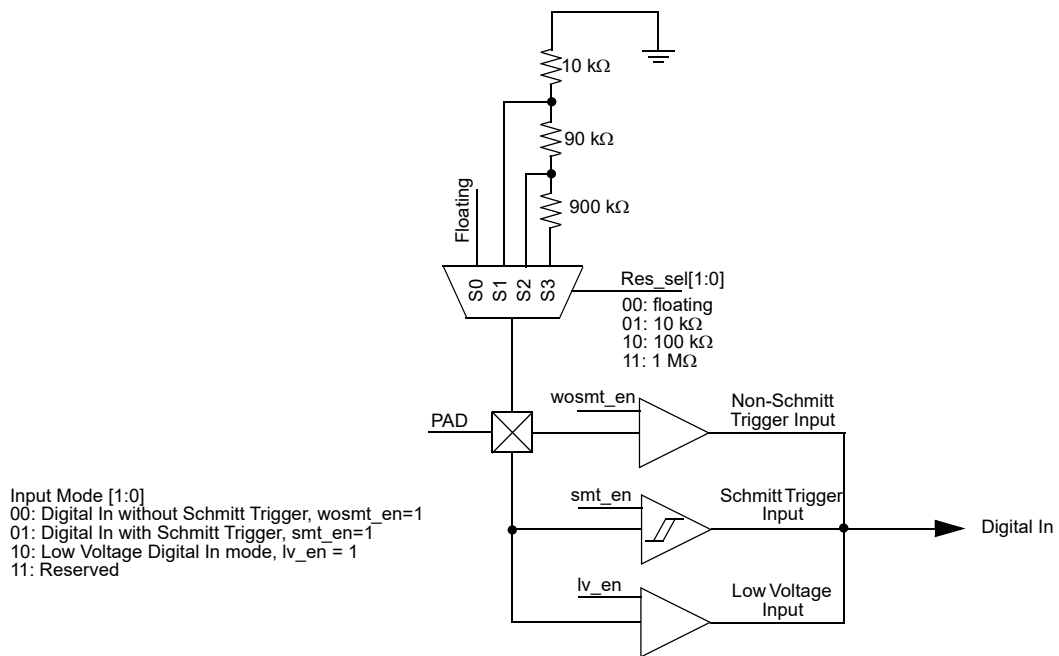 10 kΩ
90 kΩ
900 kΩ
Floating
S0
S1
S2
S3
Res_sel[1:0]
00: floating
01: 10 kΩ
10: 100 kΩ
11: 1 MΩ
PAD
wosmt_en
Non-Schmitt
Trigger Input
smt_en
Schmitt Trigger
Input
Digital In
lv_en
Low Voltage
Input
Input Mode [1:0]
00: Digital In without Schmitt Trigger, wosmt_en=1
01: Digital In with Schmitt Trigger, smt_en=1
10: Low Voltage Digital In mode, lv_en = 1
11: Reserved